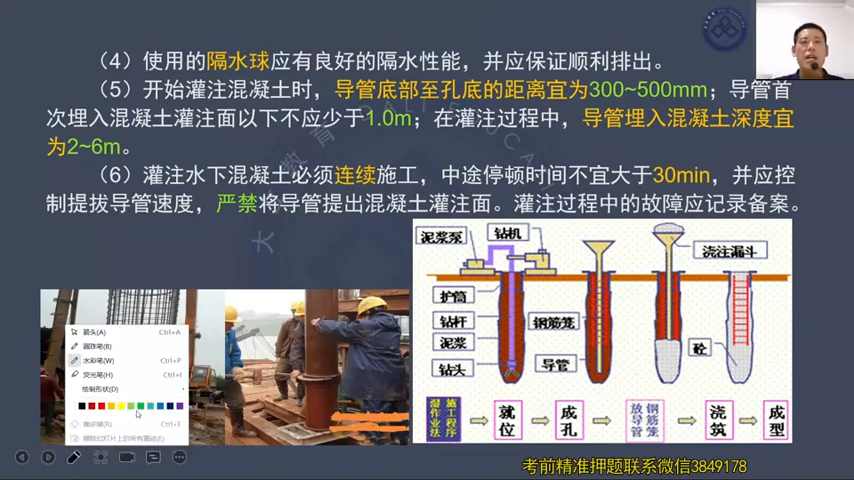 （4）使用的隔水球应有良好的隔水性能，并应保证顺利排出。
（5）开始灌注混凝土时，导管底部至孔底的距离宜为300~500mm；导管首
次埋入混凝土灌注面以下不应少于1.0m；在灌注过程中，导管埋入混凝土深度宜
为2~6m。
（6）灌注水下混凝土必须连续施工，中途停顿时间不宜大于30min，并应控
制提拔导管速度，严禁将导管提出混凝土灌注面。灌注过程中的故障应记录备案。
泥浆泵
钻机
浇注漏斗
护筒
钻杆
泥浆
钻头
钢筋笼
导管
砼
湿作业法
施工程序
就位
成孔
放导管
钢筋笼
浇筑
成型
箭头(A) Ctrl+A
圆珠笔(B)
水彩笔(W) Ctrl+P
荧光笔(H) Ctrl+I
绘制形状(D)
橡皮擦(R) Ctrl+E
考前精准押题联系微信3849178